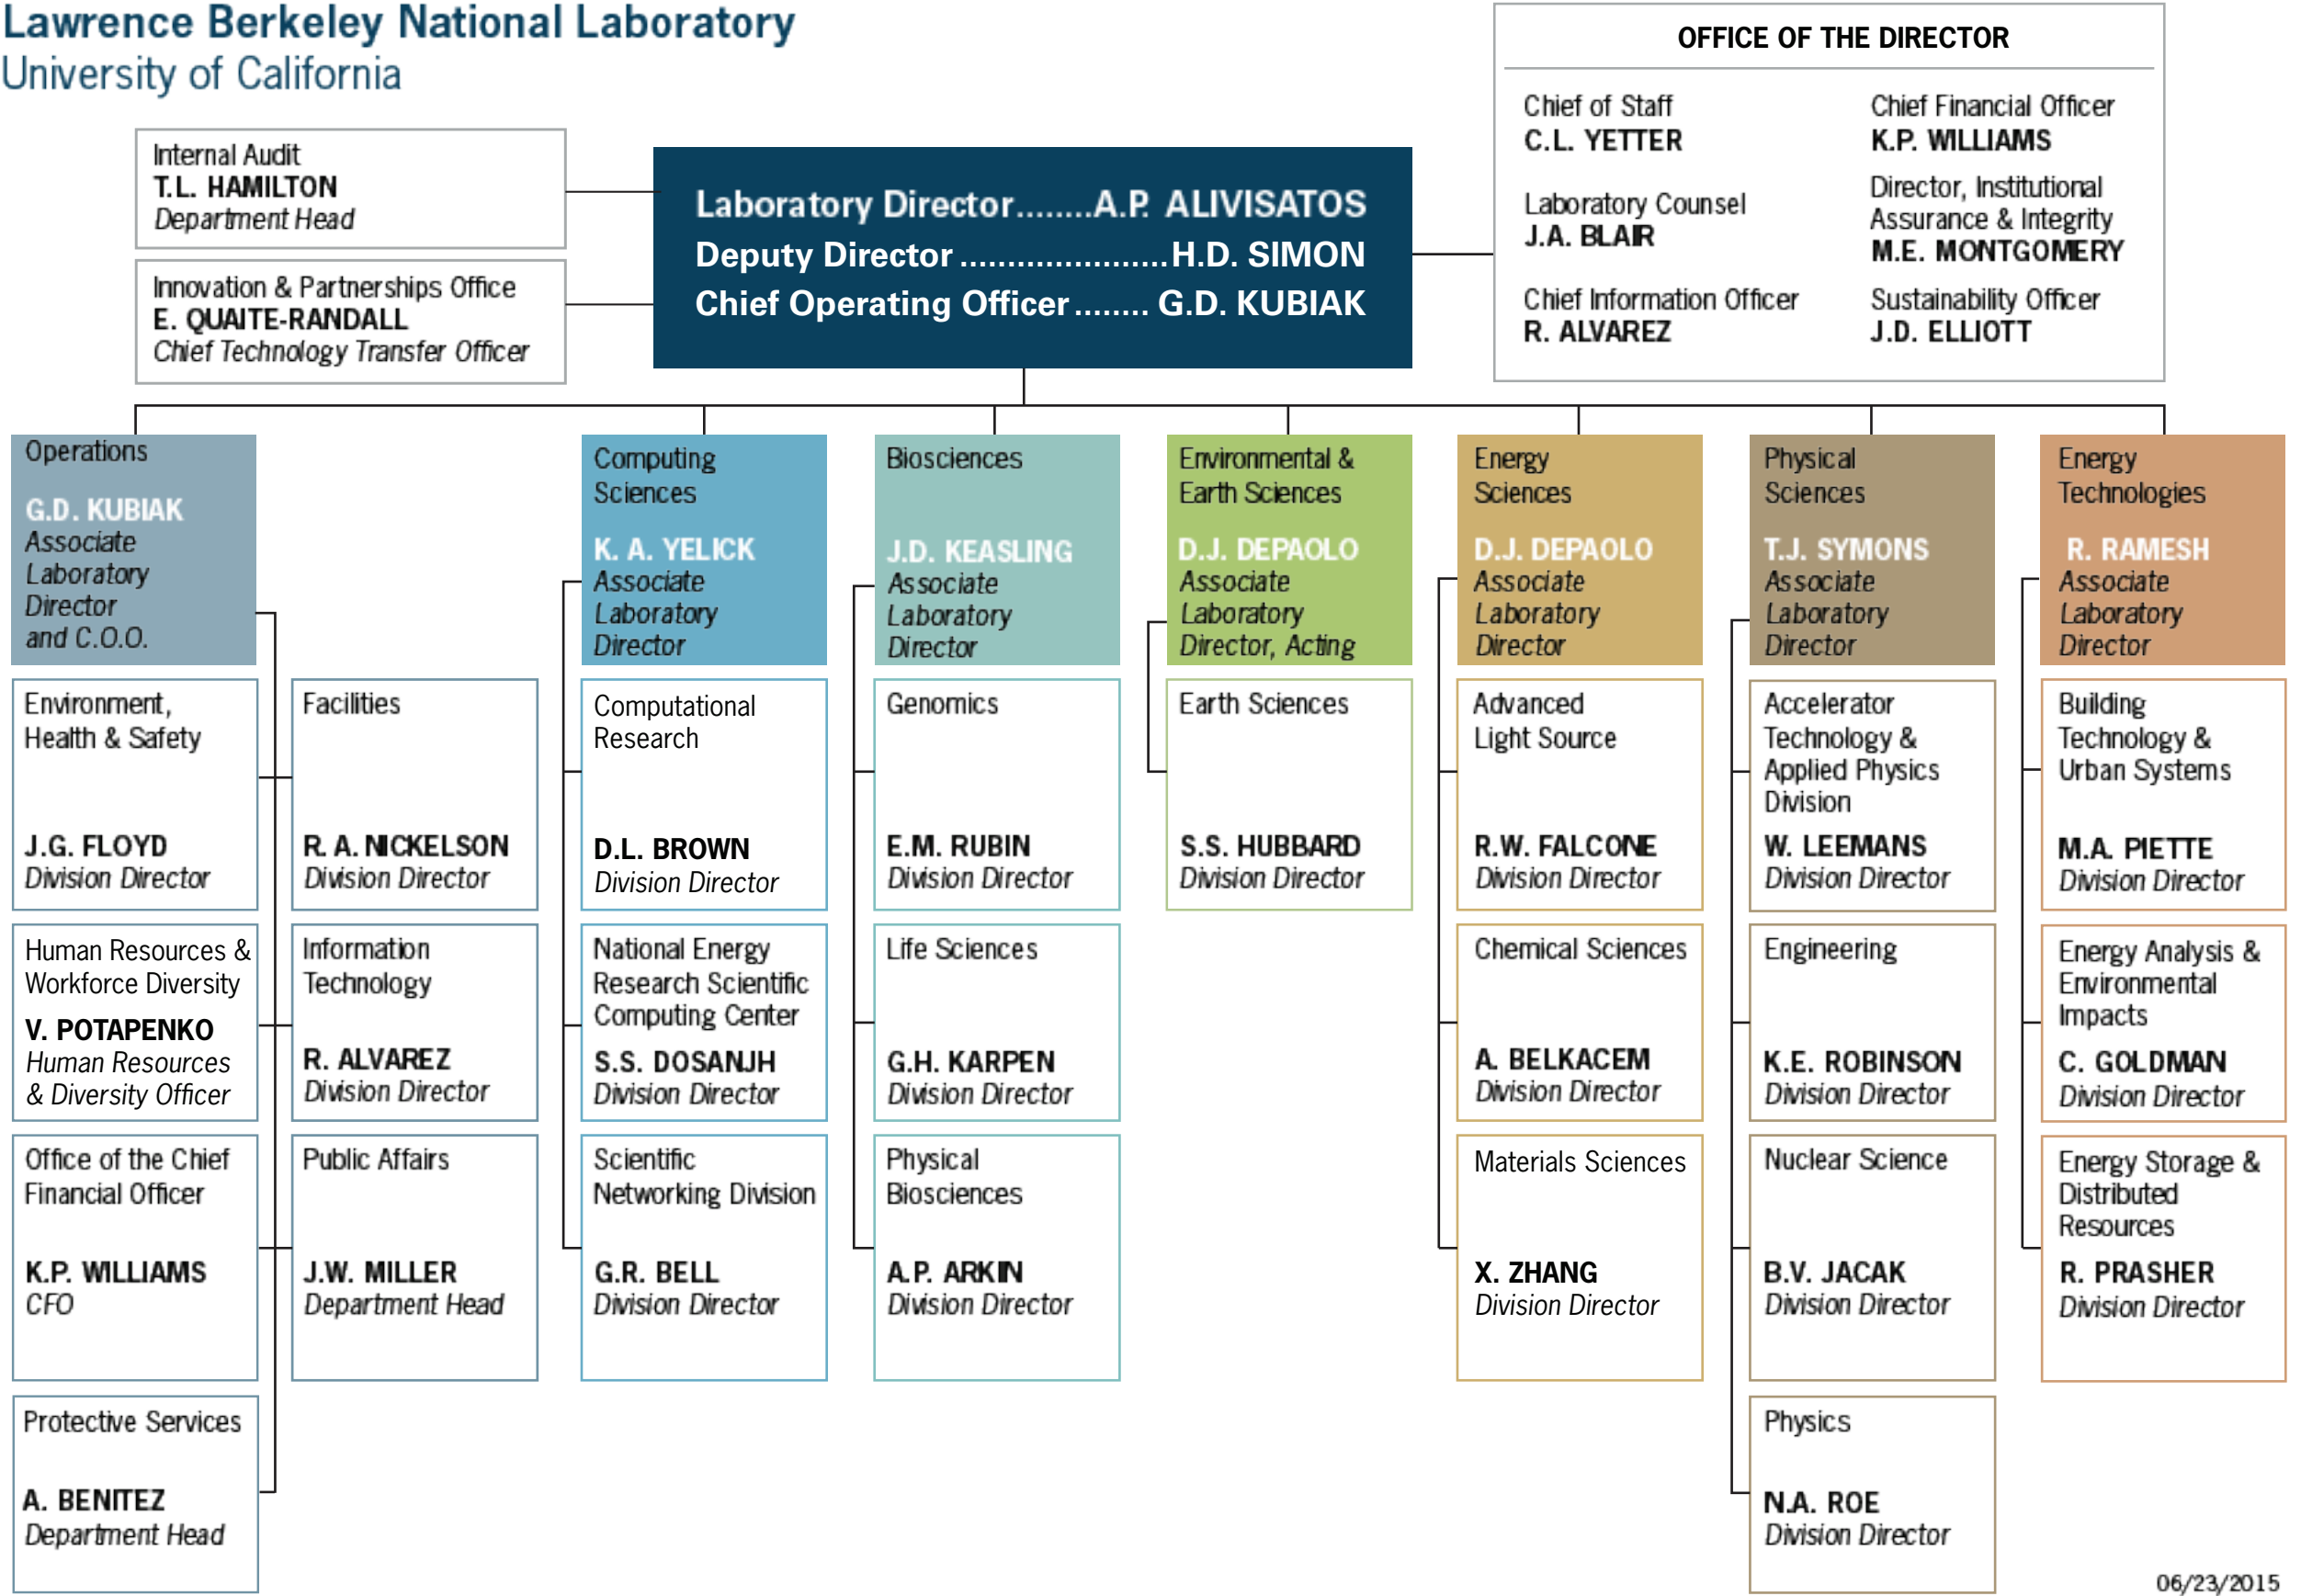 Lawrence Berkeley National Laboratory
University of California
OFFICE OF THE DIRECTOR
Chief of Staff
C.L. YETTER
Chief Financial Officer
K.P. WILLIAMS
Laboratory Counsel
J.A. BLAIR
Director, Institutional
Assurance & Integrity
M.E. MONTGOMERY
Chief Information Officer
R. ALVAREZ
Sustainability Officer
J.D. ELLIOTT
Internal Audit
T.L. HAMILTON
Department Head
Innovation & Partnerships Office
E. QUAITE-RANDALL
Chief Technology Transfer Officer
Laboratory Director........A.P. ALIVISATOS
Deputy Director ......................H.D. SIMON
Chief Operating Officer ........ G.D. KUBIAK
Operations
G.D. KUBIAK
Associate
Laboratory
Director
and C.O.O.
Environment,
Health & Safety
J.G. FLOYD
Division Director
Facilities
R.A. NICKELSON
Division Director
Human Resources &
Workforce Diversity
V. POTAPENKO
Human Resources
& Diversity Officer
Information
Technology
R. ALVAREZ
Division Director
Office of the Chief
Financial Officer
K.P. WILLIAMS
CFO
Public Affairs
J.W. MILLER
Department Head
Protective Services
A. BENITEZ
Department Head
Computing
Sciences
K. A. YELICK
Associate
Laboratory
Director
Computational
Research
D.L. BROWN
Division Director
National Energy
Research Scientific
Computing Center
S.S. DOSANJH
Division Director
Scientific
Networking Division
G.R. BELL
Division Director
Biosciences
J.D. KEASLING
Associate
Laboratory
Director
Genomics
E.M. RUBIN
Division Director
Life Sciences
G.H. KARPEN
Division Director
Physical
Biosciences
A.P. ARKIN
Division Director
Environmental &
Earth Sciences
D.J. DEPAOLO
Associate
Laboratory
Director, Acting
Earth Sciences
S.S. HUBBARD
Division Director
Energy
Sciences
D.J. DEPAOLO
Associate
Laboratory
Director
Advanced
Light Source
R.W. FALCONE
Division Director
Chemical Sciences
A. BELKACEM
Division Director
Materials Sciences
X. ZHANG
Division Director
Physical
Sciences
T.J. SYMONS
Associate
Laboratory
Director
Accelerator
Technology &
Applied Physics
Division
W. LEEMANS
Division Director
Engineering
K.E. ROBINSON
Division Director
Nuclear Science
B.V. JACAK
Division Director
Physics
N.A. ROE
Division Director
Energy
Technologies
R. RAMESH
Associate
Laboratory
Director
Building
Technology &
Urban Systems
M.A. PIETTE
Division Director
Energy Analysis &
Environmental
Impacts
C. GOLDMAN
Division Director
Energy Storage &
Distributed
Resources
R. PRASHER
Division Director
06/23/2015